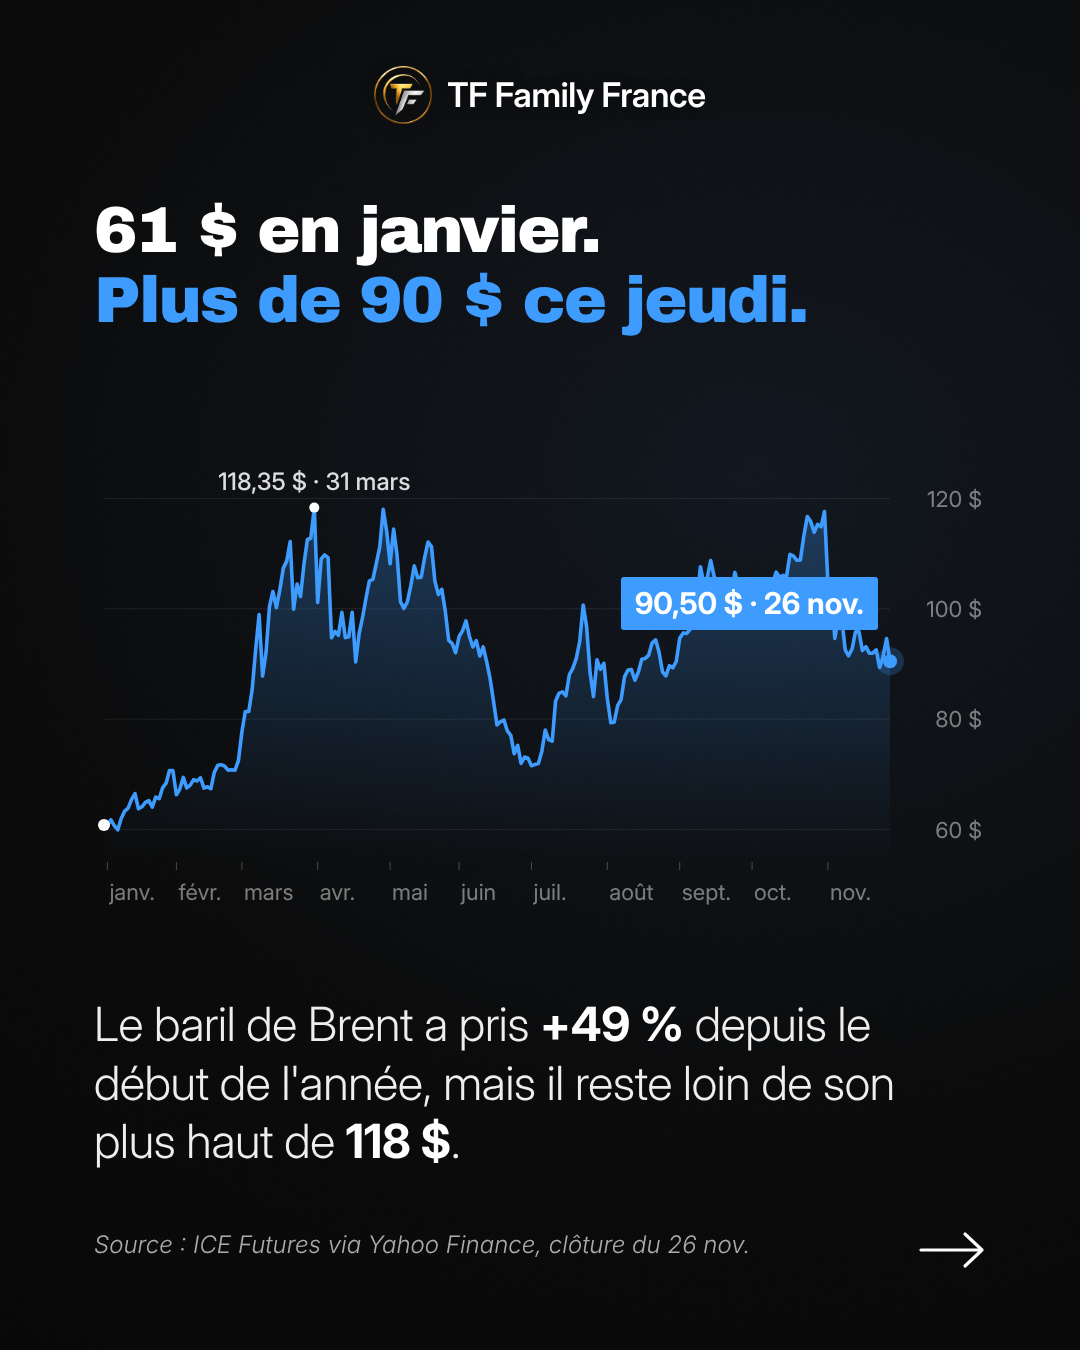 TF Family France
61 $ en janvier.
Plus de 90 $ ce jeudi.
118,35 $ · 31 mars
120 $
90,50 $ · 26 nov.
100 $
80 $
60 $
janv. févr. mars avr. mai juin juil. août sept. oct. nov.
Le baril de Brent a pris +49 % depuis le
début de l'année, mais il reste loin de son
plus haut de 118 $.
Source : ICE Futures via Yahoo Finance, clôture du 26 nov.